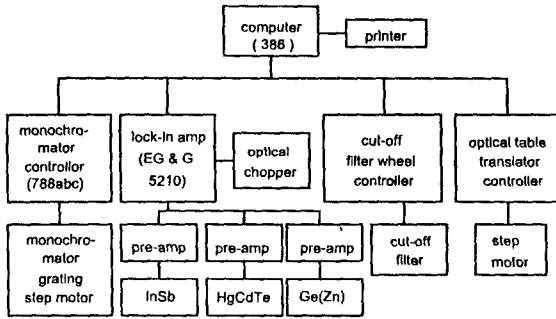 computer
( 386 )
printer
monochro-
mator
controllor
(788abc)
lock-in amp
(EG & G
5210)
optical
chopper
cut-off
filter wheel
controller
optical table
translator
controller
monochro-
mator
grating
step motor
pre-amp
pre-amp
pre-amp
InSb
HgCdTe
Ge(Zn)
cut-off
filter
step
motor